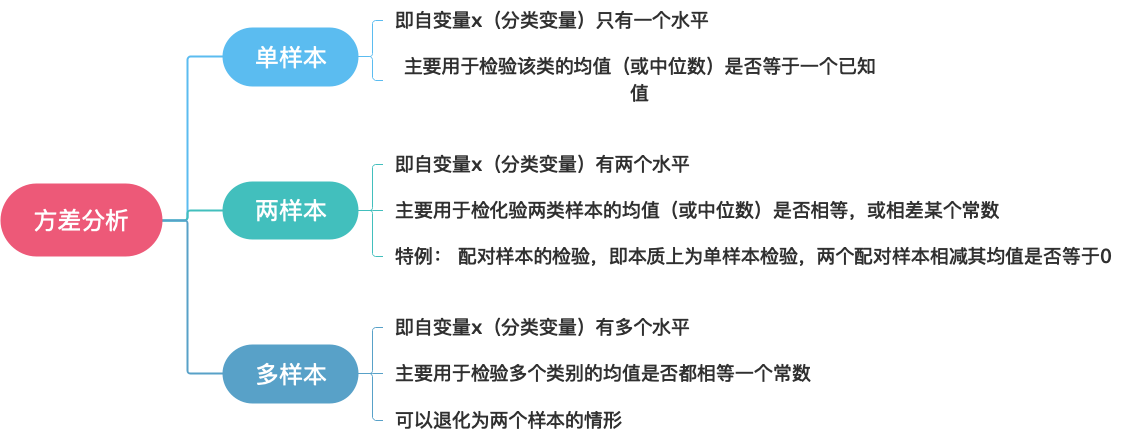 方差分析
单样本
即自变量x（分类变量）只有一个水平
主要用于检验该类的均值（或中位数）是否等于一个已知
值
两样本
即自变量x（分类变量）有两个水平
主要用于检化验两类样本的均值（或中位数）是否相等，或相差某个常数
特例： 配对样本的检验，即本质上为单样本检验，两个配对样本相减其均值是否等于0
多样本
即自变量x（分类变量）有多个水平
主要用于检验多个类别的均值是否都相等一个常数
可以退化为两个样本的情形